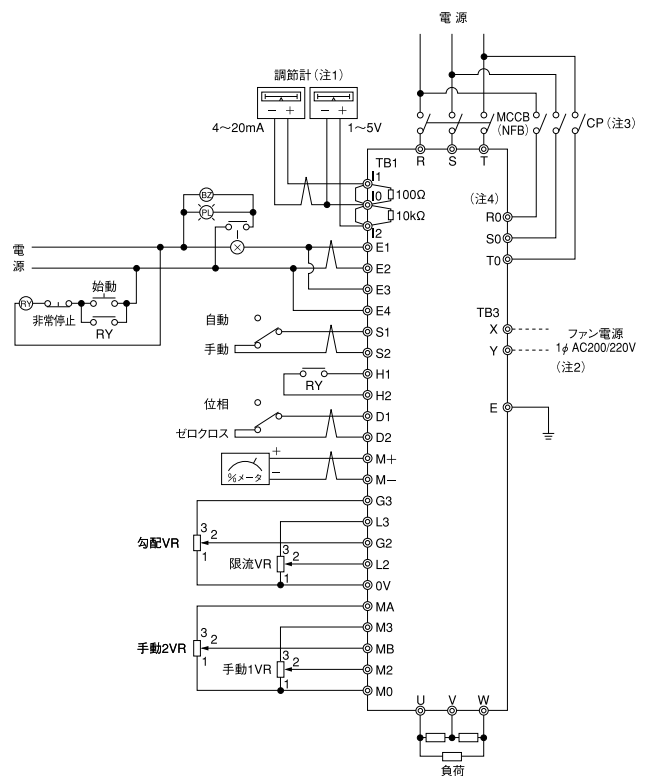 電 源
調節計(注1)
－ ＋
－ ＋
4～20mA
1～5V
MCCB
(NFB)
CP(注3)
R
S
T
TB1
I1
I0
100Ω
10kΩ
I2
(注4)
R0
S0
T0
BZ
PL
電
源
E1
E2
E3
E4
RY
非常停止
始動
RY
自動
手動
S1
S2
TB3
X
Y
ファン電源
1φ AC200/220V
(注2)
RY
H1
H2
位相
ゼロクロス
D1
D2
E
%メータ
＋
－
M＋
M－
G3
L3
勾配VR
3
2
1
G2
限流VR
3
2
1
L2
0V
MA
M3
手動2VR
3
2
1
MB
手動1VR
3
2
1
M2
M0
U
V
W
負荷